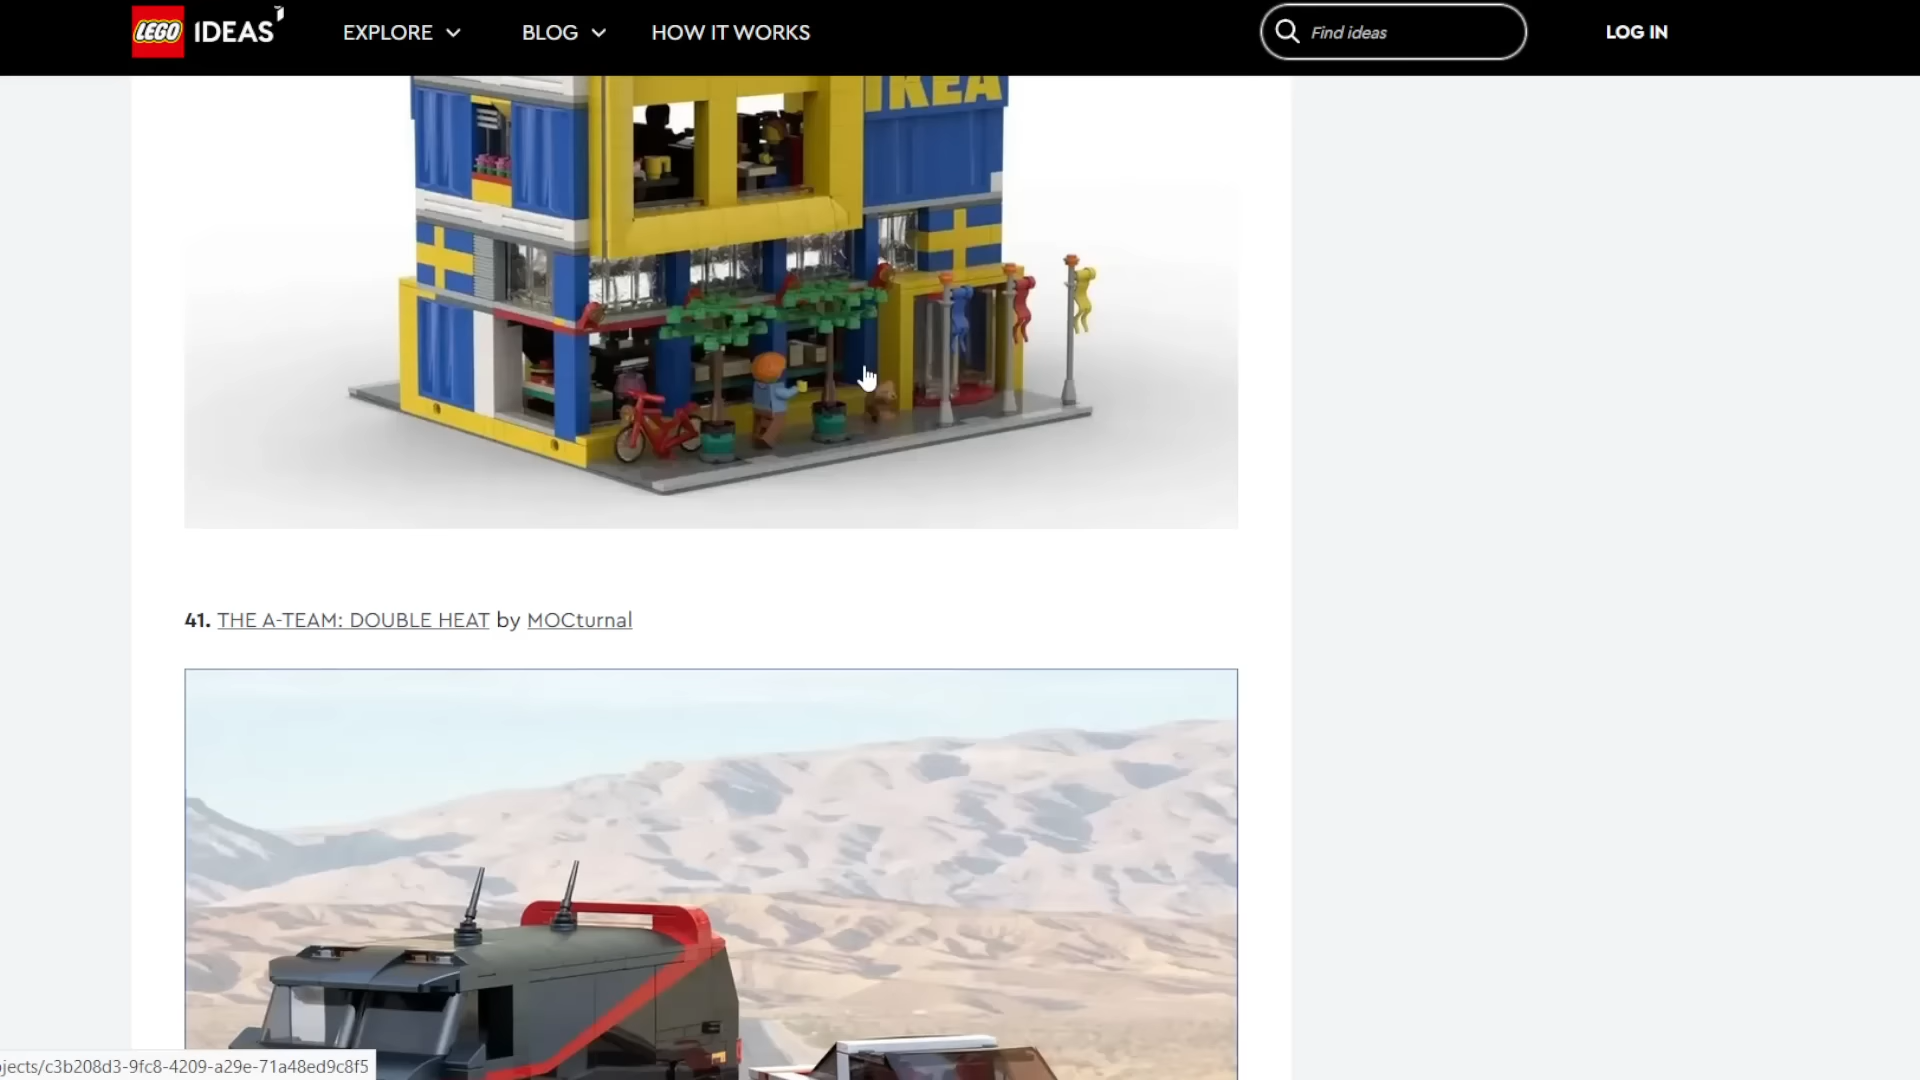 LEGO IDEAS
EXPLORE
BLOG
HOW IT WORKS
Find ideas
LOG IN
IKEA
41. THE A-TEAM: DOUBLE HEAT by MOCturnal
jects/c3b208d3-9fc8-4209-a29e-71a48ed9c8f5